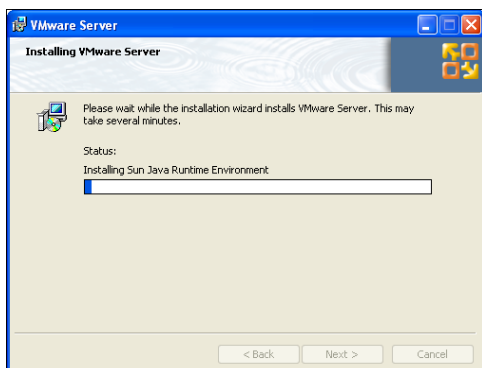 VMware Server
Installing VMware Server
Please wait while the installation wizard installs VMware Server. This may
take several minutes.
Status:
Installing Sun Java Runtime Environment
< Back
Next >
Cancel